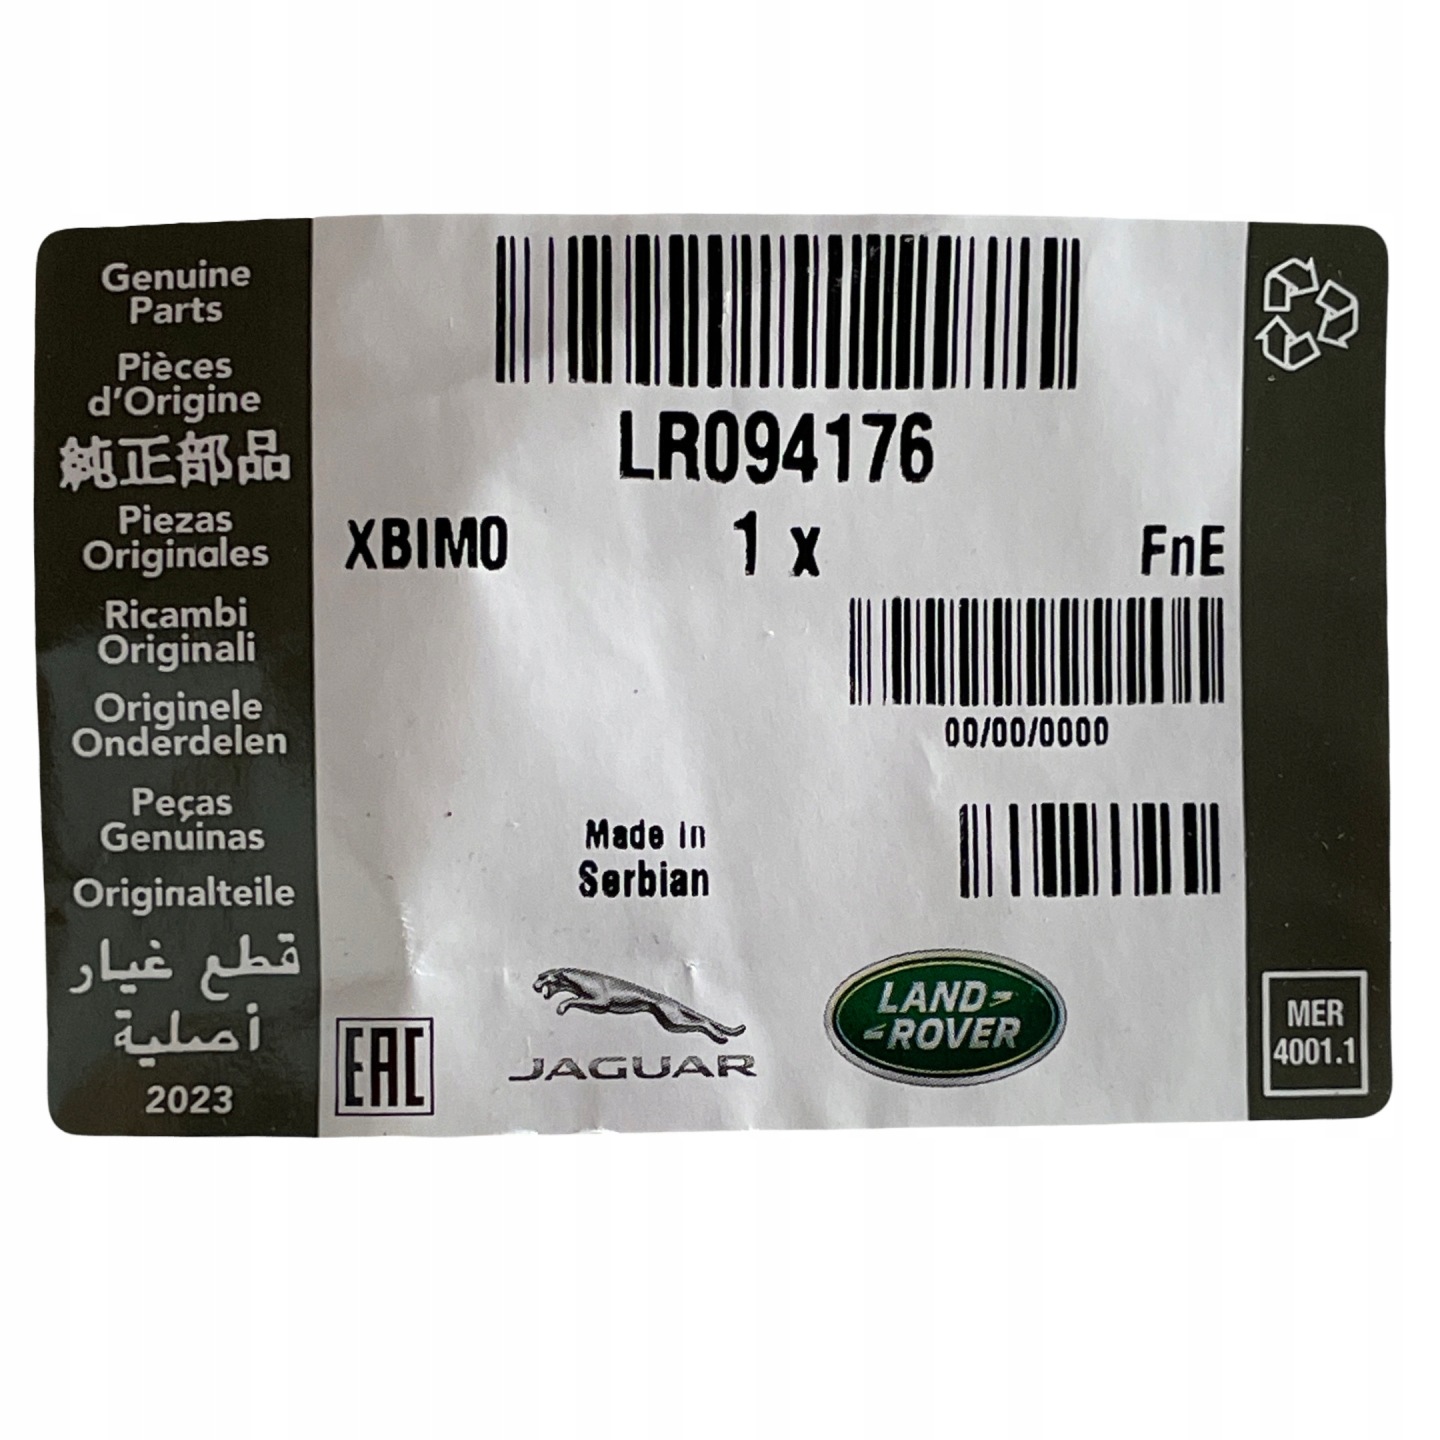 Genuine
Parts
Pièces
d'Origine
純正部品
Piezas
Originales
Ricambi
Originali
Originele
Onderdelen
Peças
Genuinas
Originalteile
قطع غيار
أصلية
2023
LR094176
XBIM0 1 x FnE
00/00/0000
Made in
Serbian
EAC
JAGUAR
LAND-
-ROVER
MER
4001.1